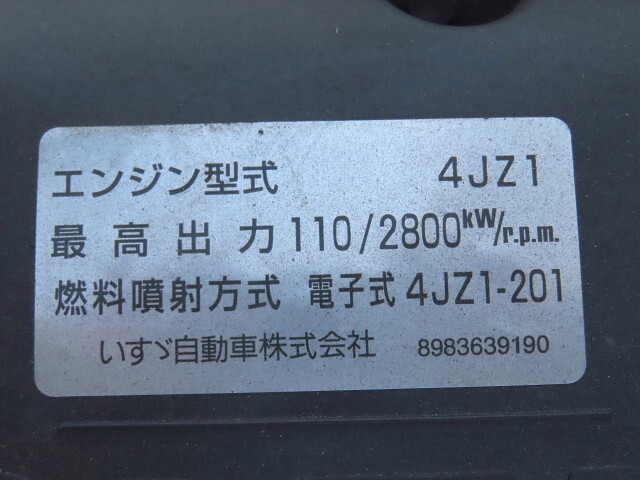 エンジン型式 4JZ1
最高出力 110/2800kW/r.p.m.
燃料噴射方式 電子式 4JZ1-201
いすゞ自動車株式会社 8983639190